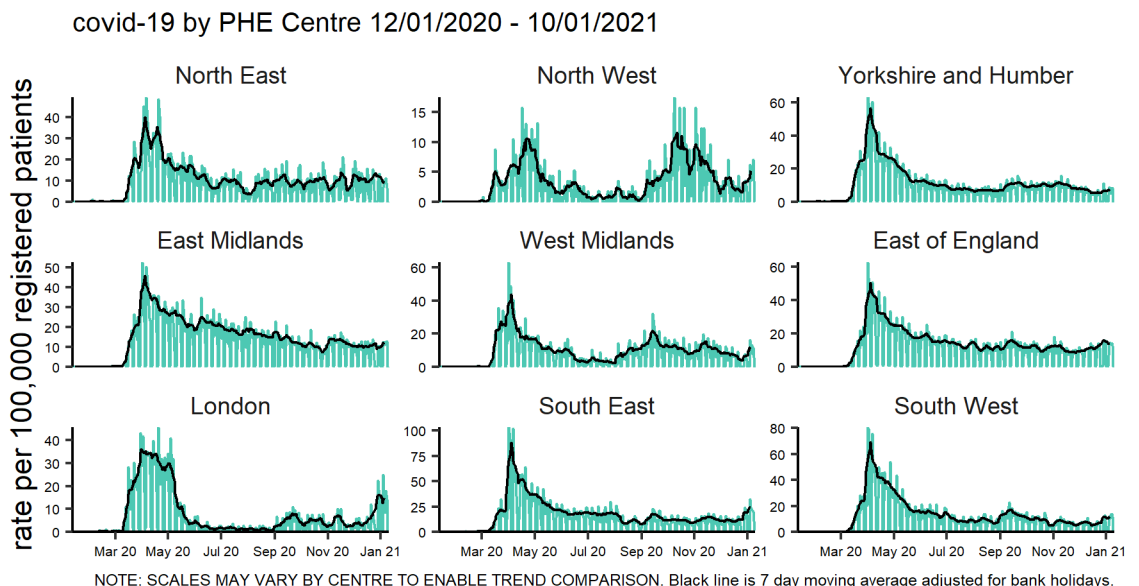 covid-19 by PHE Centre 12/01/2020 - 10/01/2021
rate per 100,000 registered patients
North East
40
30
20
10
0
North West
15
10
5
0
Yorkshire and Humber
60
40
20
0
East Midlands
50
40
30
20
10
0
West Midlands
60
40
20
0
East of England
60
40
20
0
London
40
30
20
10
0
Mar 20 May 20 Jul 20 Sep 20 Nov 20 Jan 21
South East
100
75
50
25
0
Mar 20 May 20 Jul 20 Sep 20 Nov 20 Jan 21
South West
80
60
40
20
0
Mar 20 May 20 Jul 20 Sep 20 Nov 20 Jan 21
NOTE: SCALES MAY VARY BY CENTRE TO ENABLE TREND COMPARISON. Black line is 7 day moving average adjusted for bank holidays.